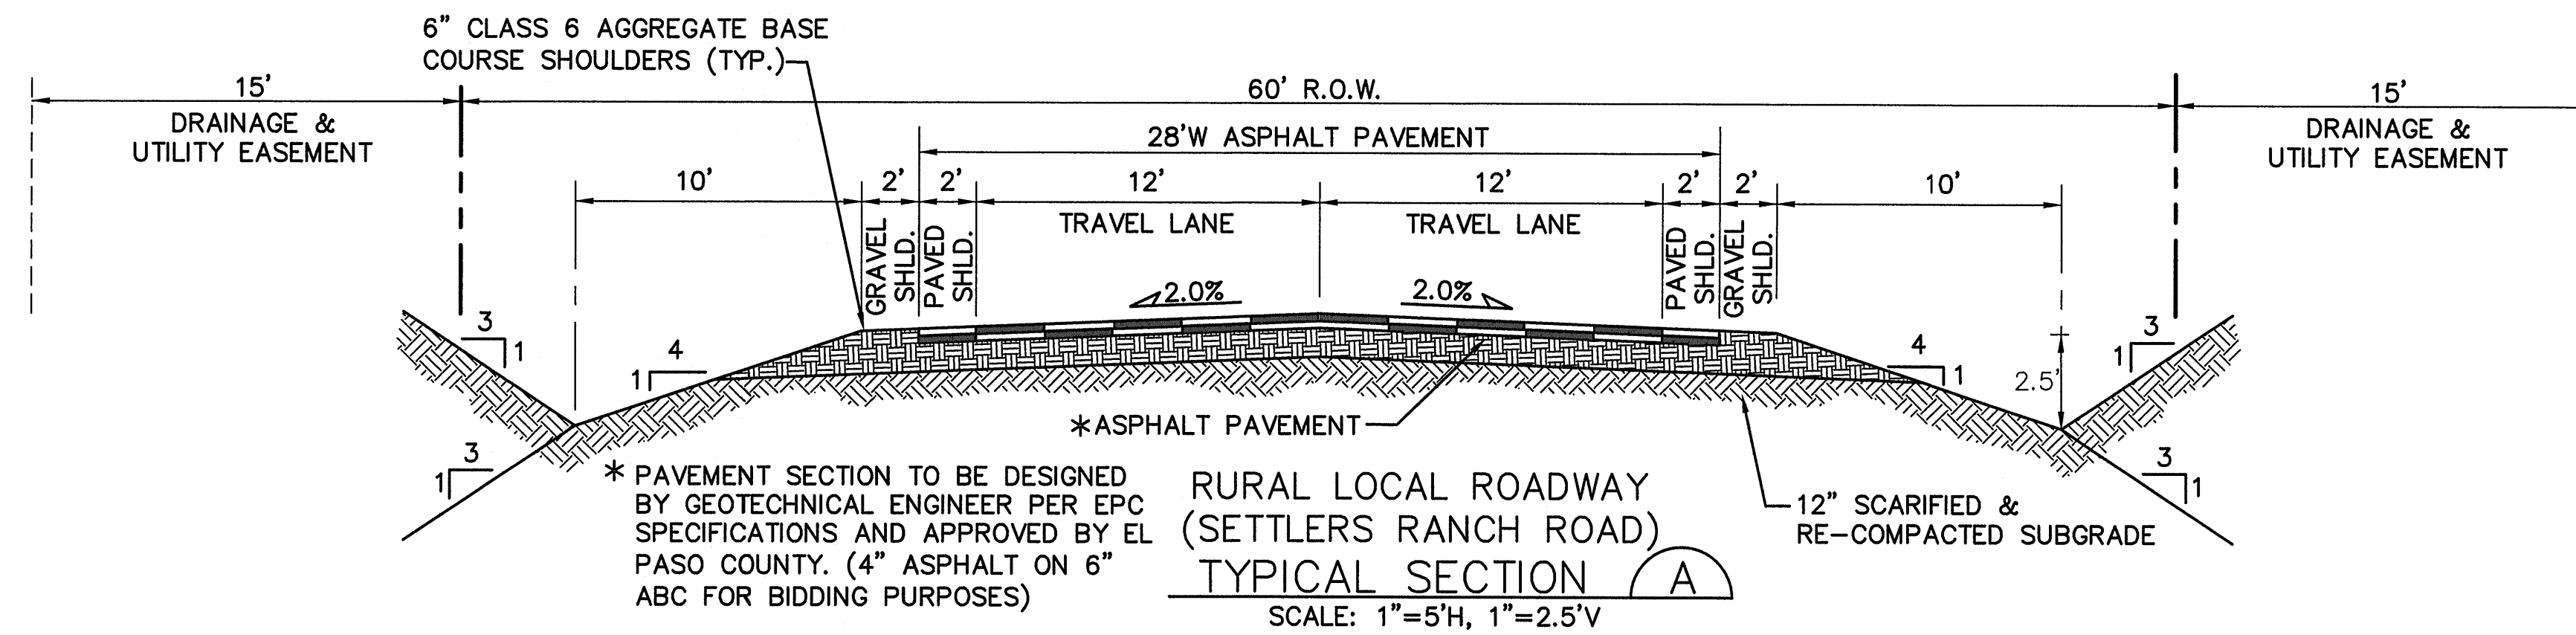 6" CLASS 6 AGGREGATE BASE
COURSE SHOULDERS (TYP.)
15'
DRAINAGE &
UTILITY EASEMENT
60' R.O.W.
15'
DRAINAGE &
UTILITY EASEMENT
28'W ASPHALT PAVEMENT
10'
2'
2'
12'
12'
2'
2'
10'
GRAVEL
SHLD.
PAVED
SHLD.
TRAVEL LANE
TRAVEL LANE
PAVED
SHLD.
GRAVEL
SHLD.
2.0%
2.0%
3
1
4
1
4
1
3
1
2.5'
3
1
3
1
*ASPHALT PAVEMENT
* PAVEMENT SECTION TO BE DESIGNED
BY GEOTECHNICAL ENGINEER PER EPC
SPECIFICATIONS AND APPROVED BY EL
PASO COUNTY. (4" ASPHALT ON 6"
ABC FOR BIDDING PURPOSES)
12" SCARIFIED &
RE-COMPACTED SUBGRADE
RURAL LOCAL ROADWAY
(SETTLERS RANCH ROAD)
TYPICAL SECTION
A
SCALE: 1"=5'H, 1"=2.5'V